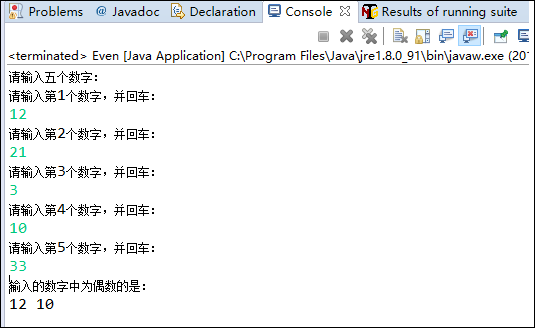 Problems @ Javadoc Declaration Console Results of running suite
<terminated> Even [Java Application] C:\Program Files\Java\jre1.8.0_91\bin\javaw.exe (201
请输入五个数字：
请输入第1个数字，并回车：
12
请输入第2个数字，并回车：
21
请输入第3个数字，并回车：
3
请输入第4个数字，并回车：
10
请输入第5个数字，并回车：
33
输入的数字中为偶数的是：
12 10